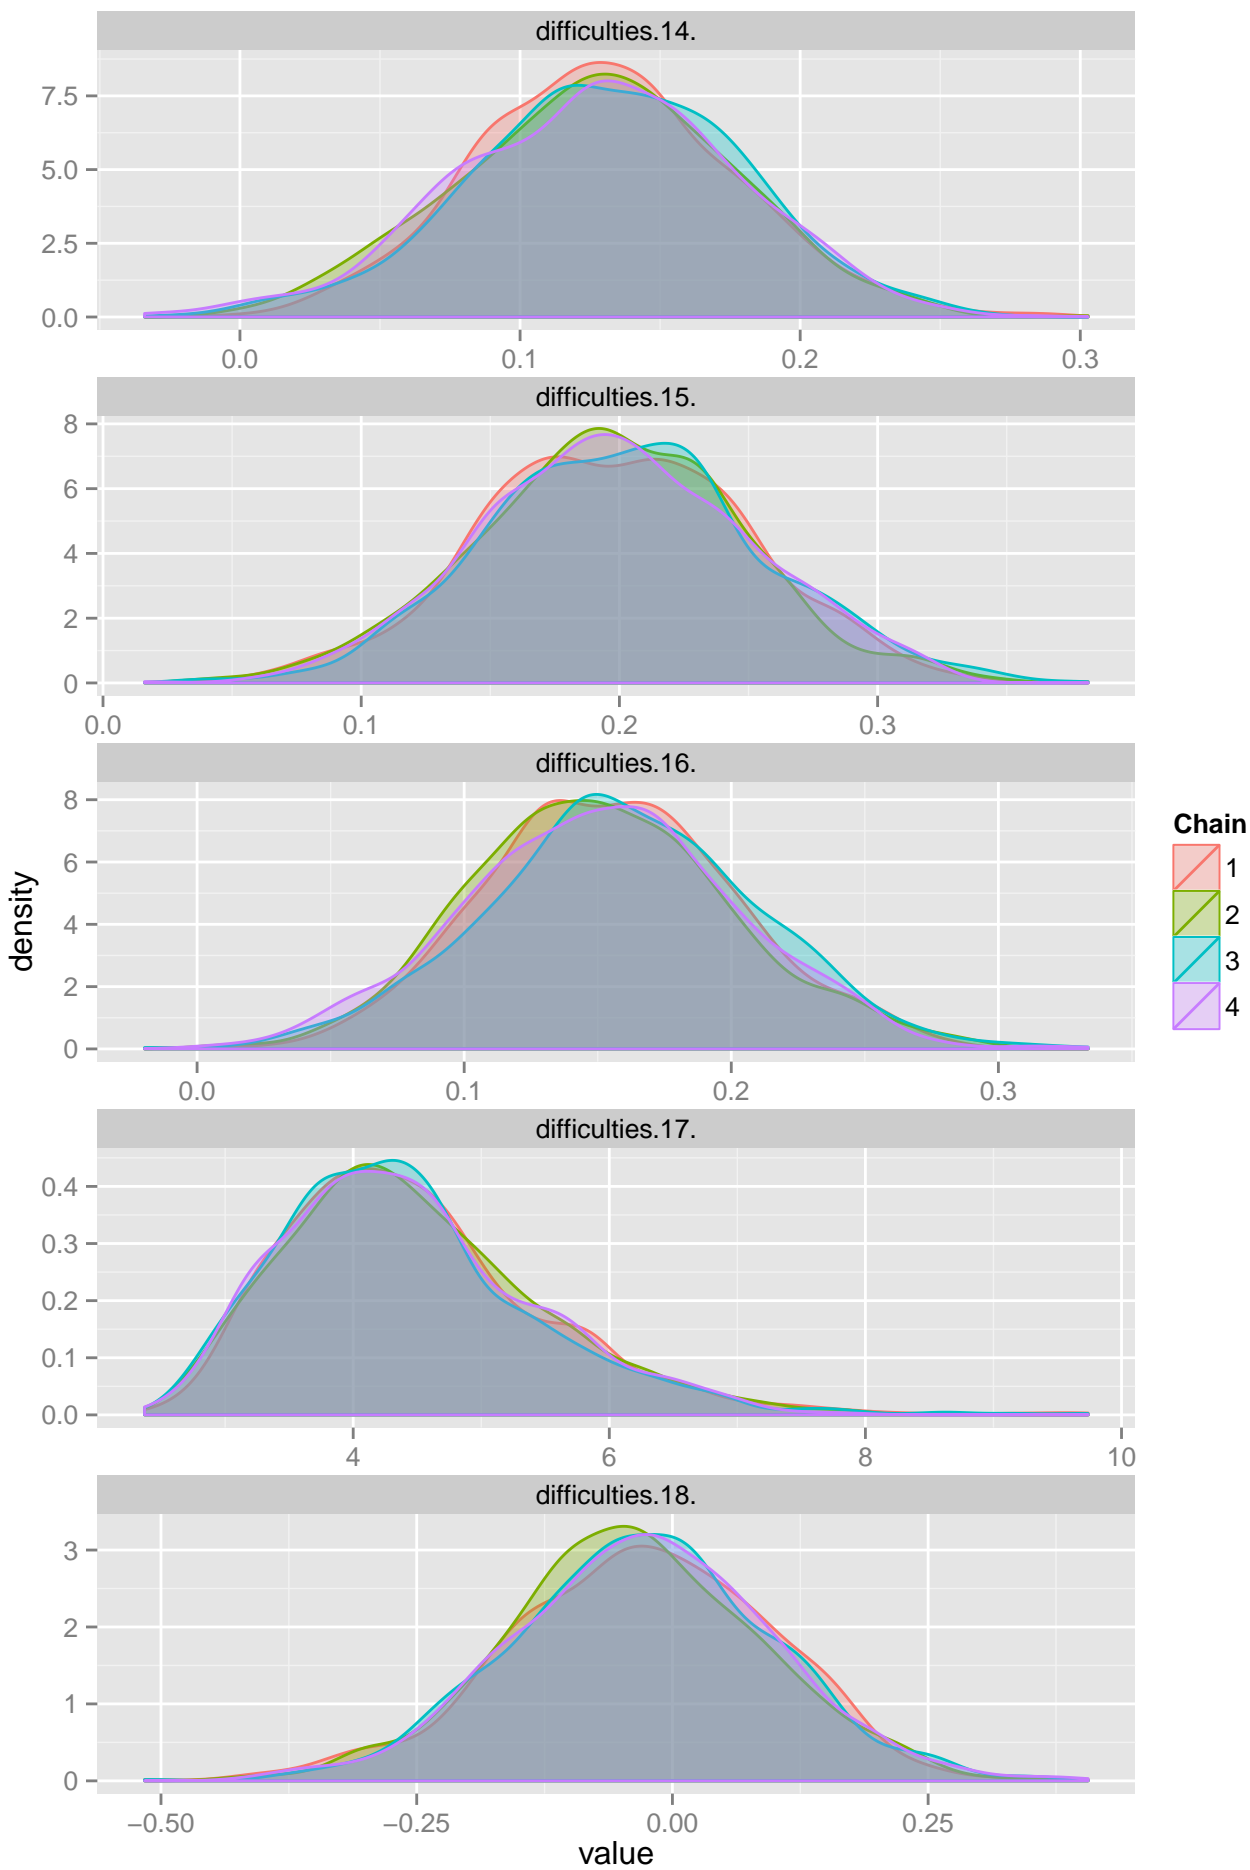 difficulties.14.
7.5
5.0
2.5
0.0
0.0 0.1 0.2 0.3
difficulties.15.
8
6
4
2
0
0.0 0.1 0.2 0.3
difficulties.16.
8
6
4
2
0
0.0 0.1 0.2 0.3
difficulties.17.
0.4
0.3
0.2
0.1
0.0
4 6 8 10
difficulties.18.
3
2
1
0
−0.50 −0.25 0.00 0.25
value
density
Chain
1
2
3
4